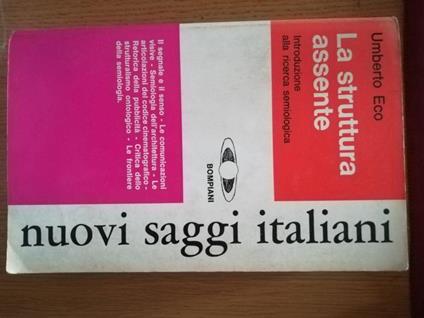 Umberto Eco
La struttura
assente
Introduzione
alla ricerca semiologica
Il segnale e il senso - Le comunicazioni
visive - Semiologia dell'architettura - Le
articolazioni del codice cinematografico -
Retorica della pubblicità - Critica dello
strutturalismo ontologico - Le frontiere
della semiologia.
BOMPIANI
nuovi saggi italiani